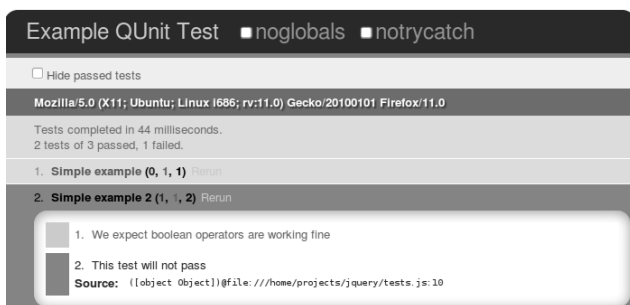 Example QUnit Test noglobals notrycatch
Hide passed tests
Mozilla/5.0 (X11; Ubuntu; Linux i686; rv:11.0) Gecko/20100101 Firefox/11.0
Tests completed in 44 milliseconds.
2 tests of 3 passed, 1 failed.
1. Simple example (0, 1, 1) Rerun
2. Simple example 2 (1, 1, 2) Rerun
1. We expect boolean operators are working fine
2. This test will not pass
Source: ([object Object])@file:///home/projects/jquery/tests.js:10